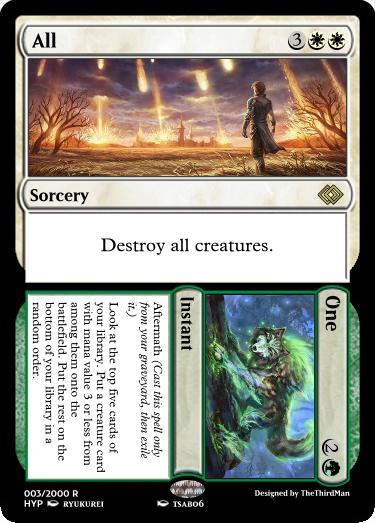 All 3
Sorcery
Destroy all creatures.
One 2
Instant
Aftermath (Cast this spell only
from your graveyard, then exile
it.)
Look at the top five cards of
your library. Put a creature card
with mana value 3 or less from
among them onto the
battlefield. Put the rest on the
bottom of your library in a
random order.
003/2000 R
HYP RYUKUREI TSABO6 Designed by TheThirdMan